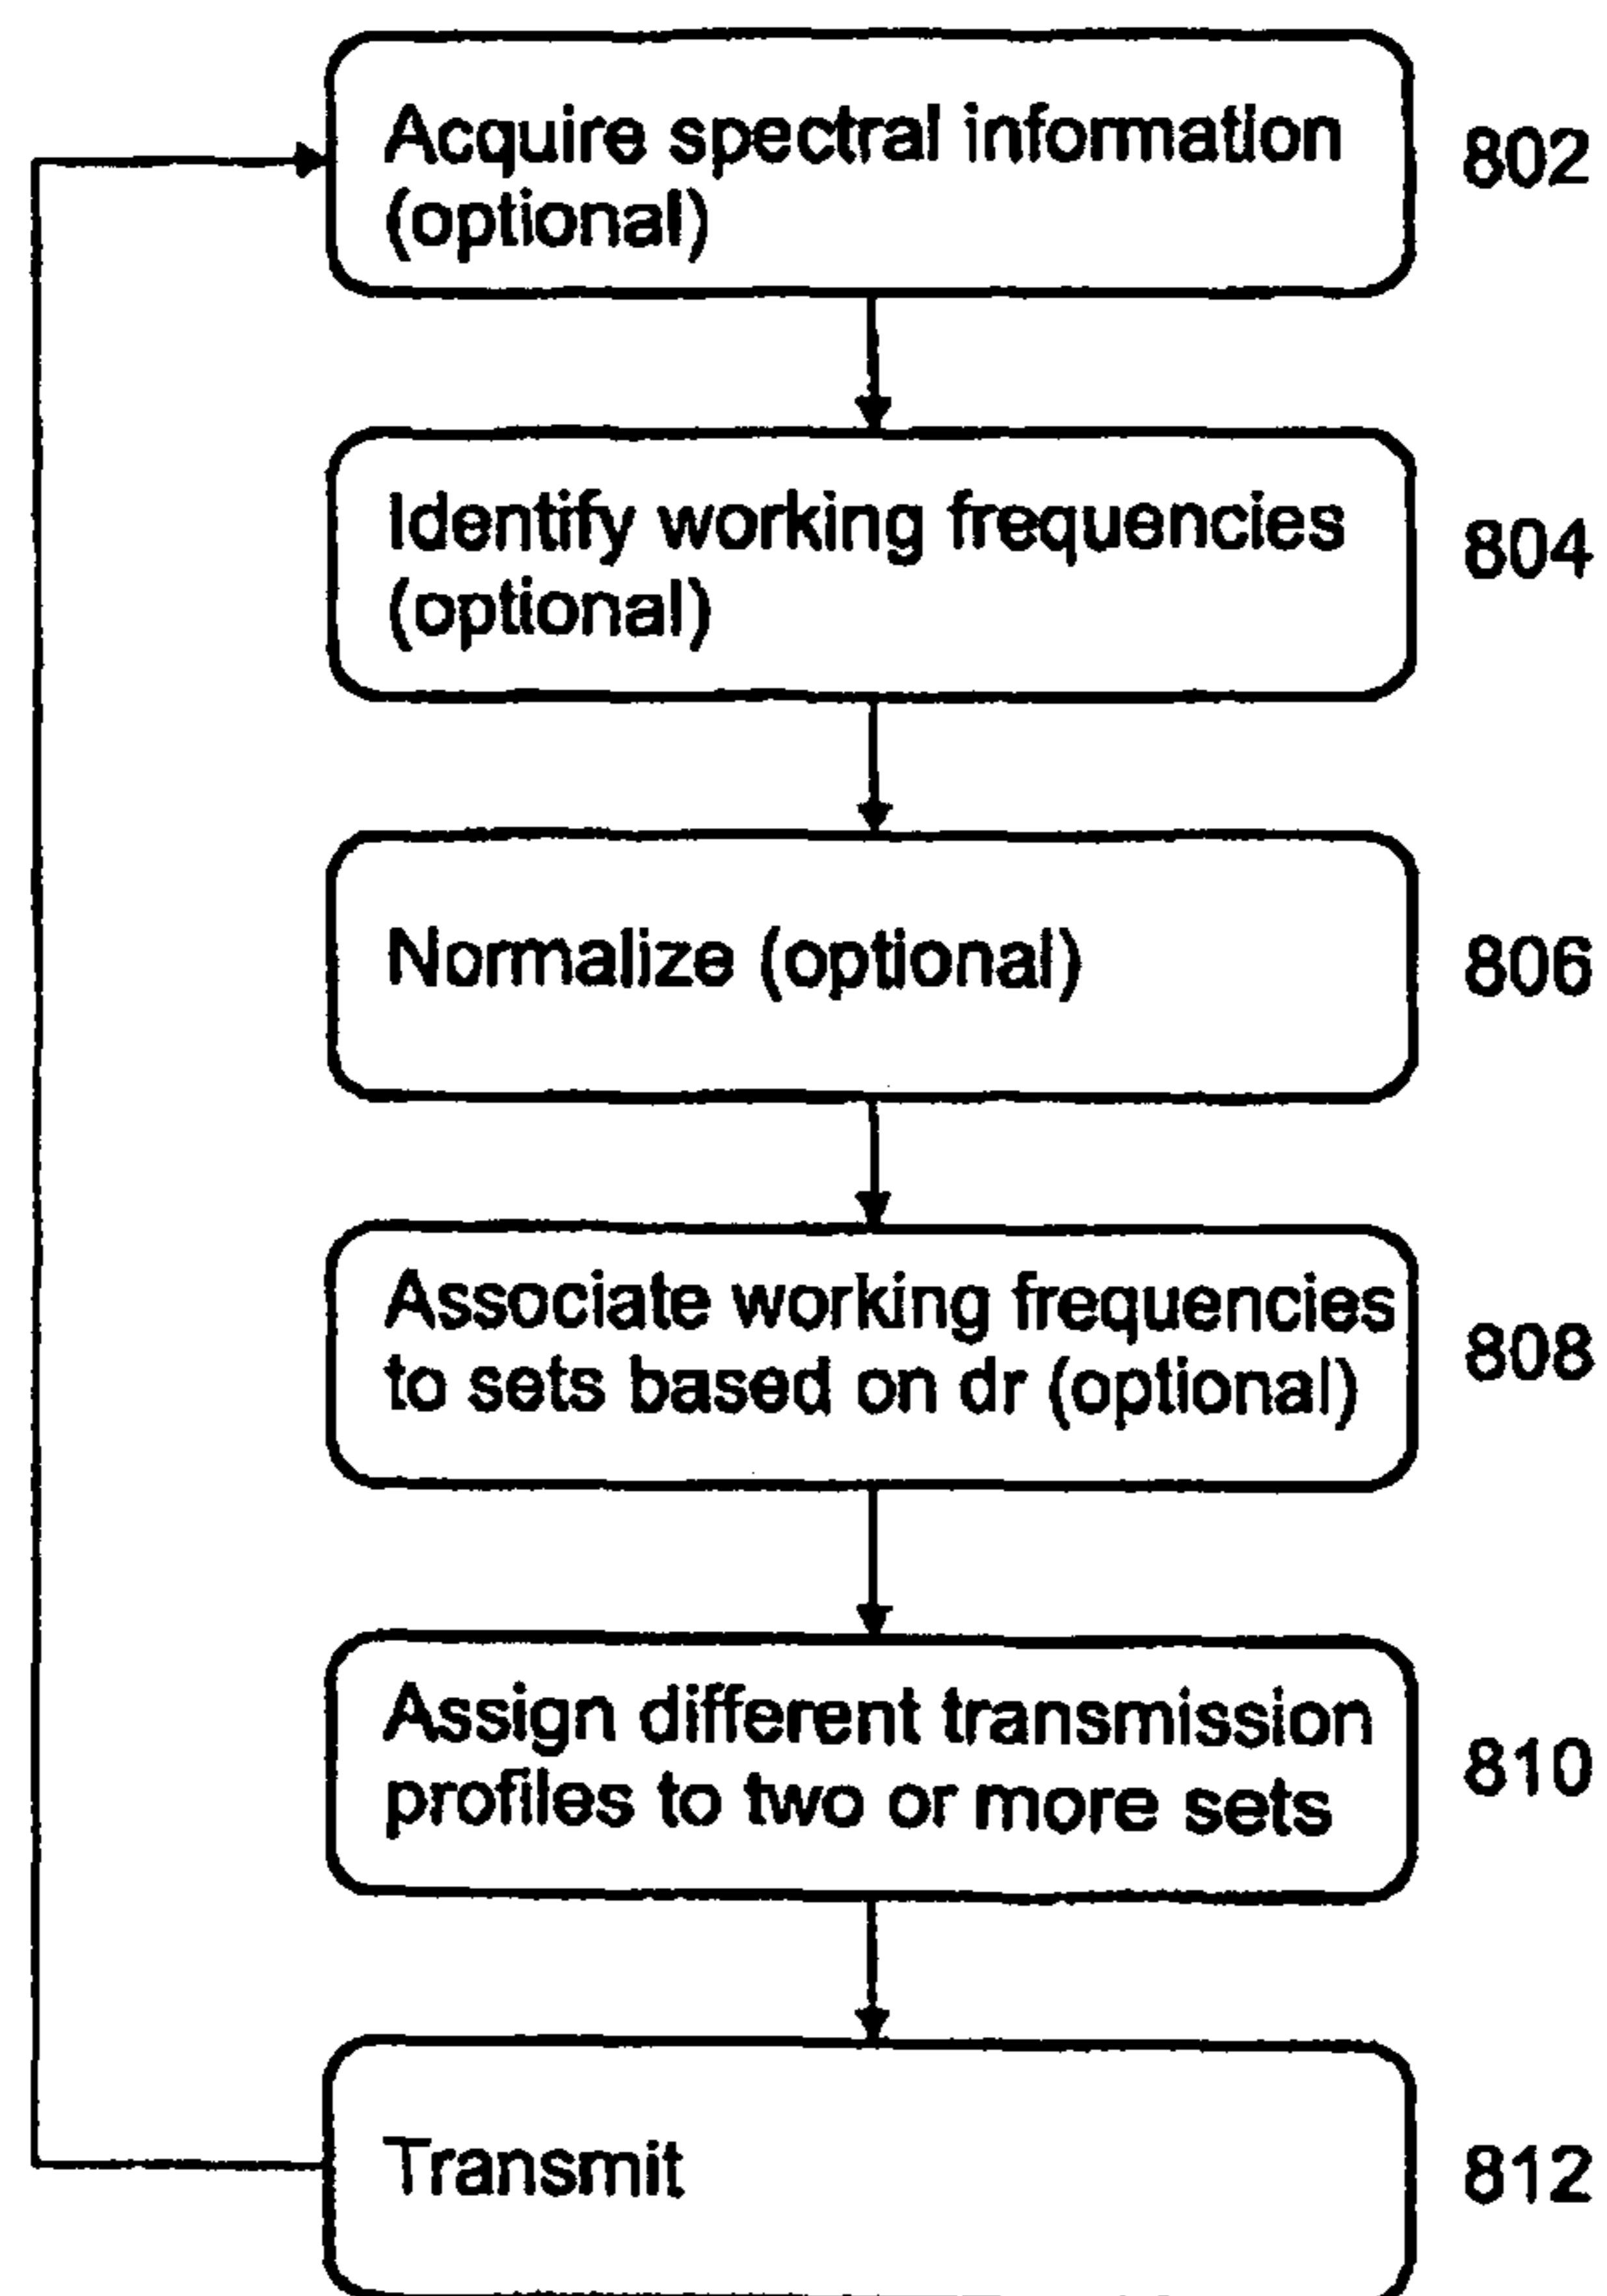 Acquire spectral information
(optional)
802
Identify working frequencies
(optional)
804
Normalize (optional)
806
Associate working frequencies
to sets based on dr (optional)
808
Assign different transmission
profiles to two or more sets
810
Transmit
812